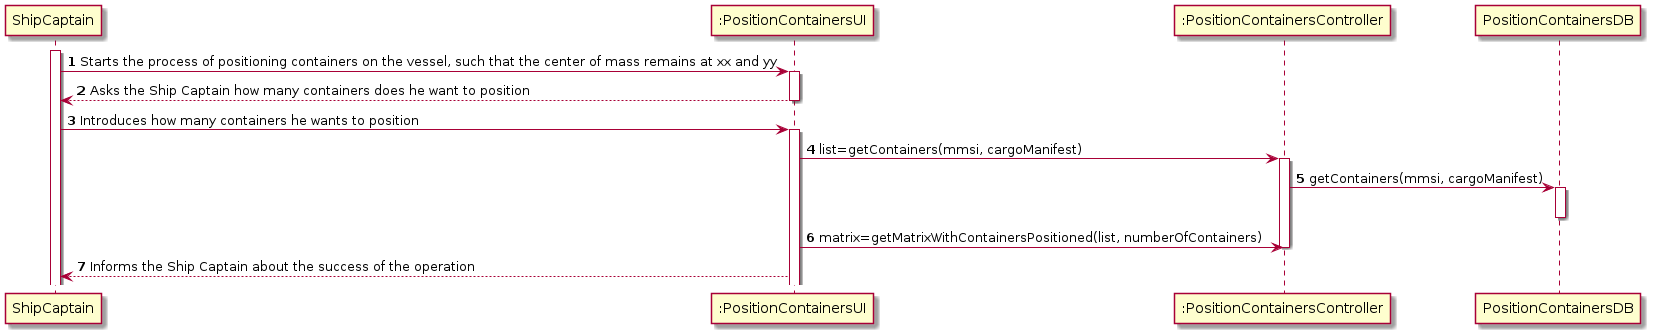 ShipCaptain
:PositionContainersUI
:PositionContainersController
PositionContainersDB
1 Starts the process of positioning containers on the vessel, such that the center of mass remains at xx and yy
2 Asks the Ship Captain how many containers does he want to position
3 Introduces how many containers he wants to position
4 list=getContainers(mmsi, cargoManifest)
5 getContainers(mmsi, cargoManifest)
6 matrix=getMatrixWithContainersPositioned(list, numberOfContainers)
7 Informs the Ship Captain about the success of the operation
ShipCaptain
:PositionContainersUI
:PositionContainersController
PositionContainersDB